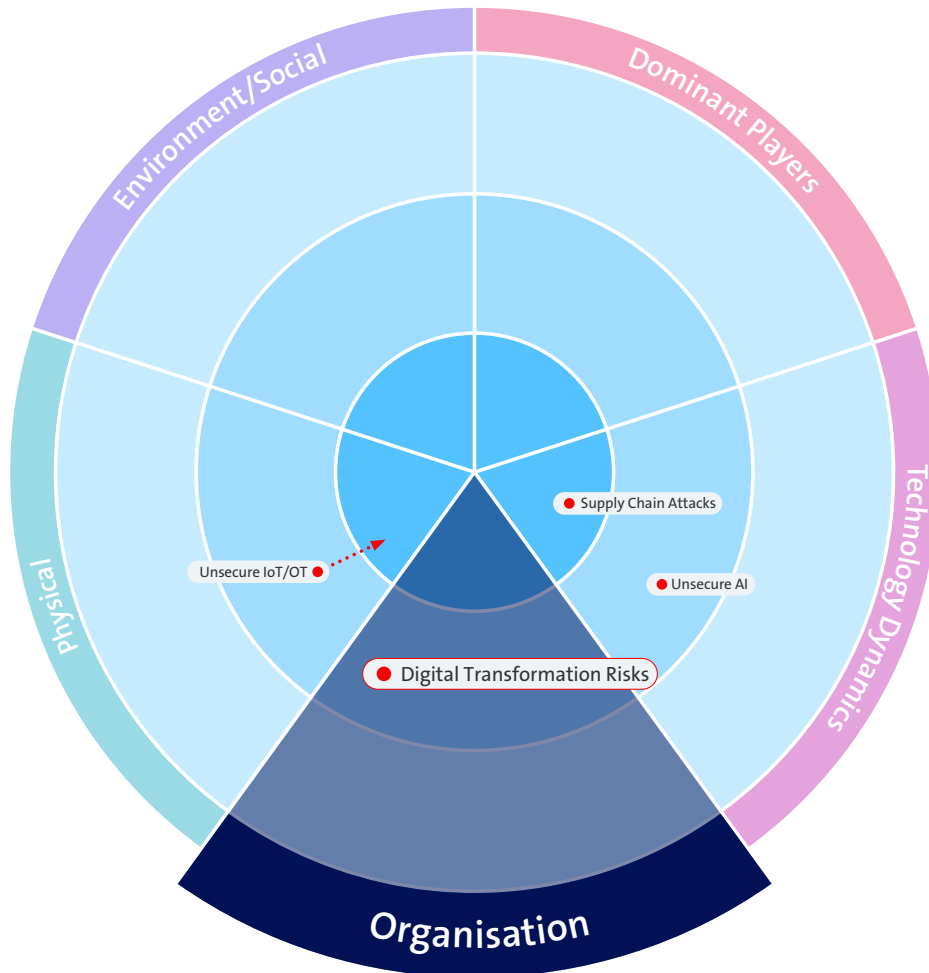 Environment/Social
Dominant Players
Supply Chain Attacks
Unsecure IoT/OT
Unsecure AI
Physical
Technology Dynamics
Digital Transformation Risks
Organisation